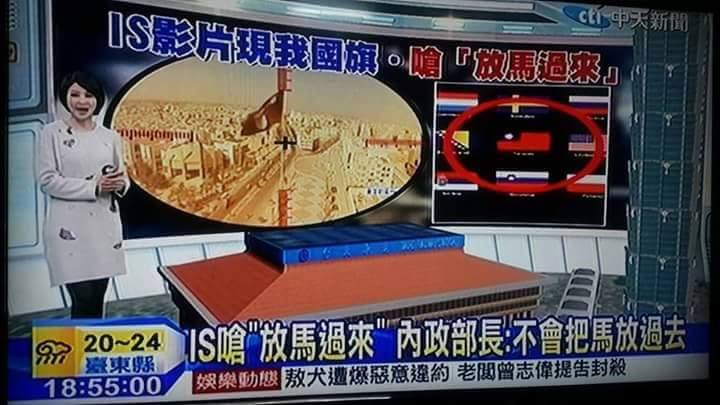 cti 中天新聞
IS影片現我國旗。嗆「放馬過來」
20~24
臺東縣
18:55:00
IS嗆"放馬過來" 內政部長:不會把馬放過去
娛樂動態 敖犬遭爆惡意違約 老闆曾志偉提告封殺